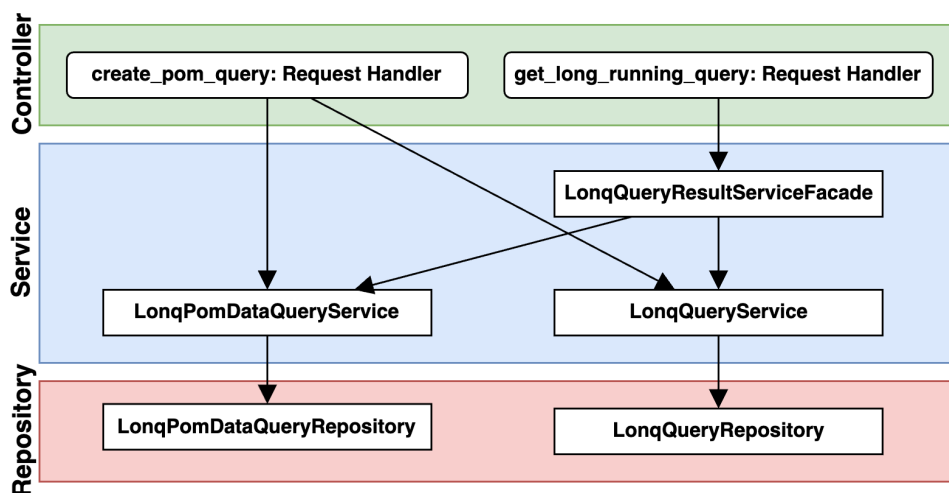 Controller
create_pom_query: Request Handler
get_long_running_query: Request Handler
Service
LonqQueryResultServiceFacade
LonqPomDataQueryService
LonqQueryService
Repository
LonqPomDataQueryRepository
LonqQueryRepository